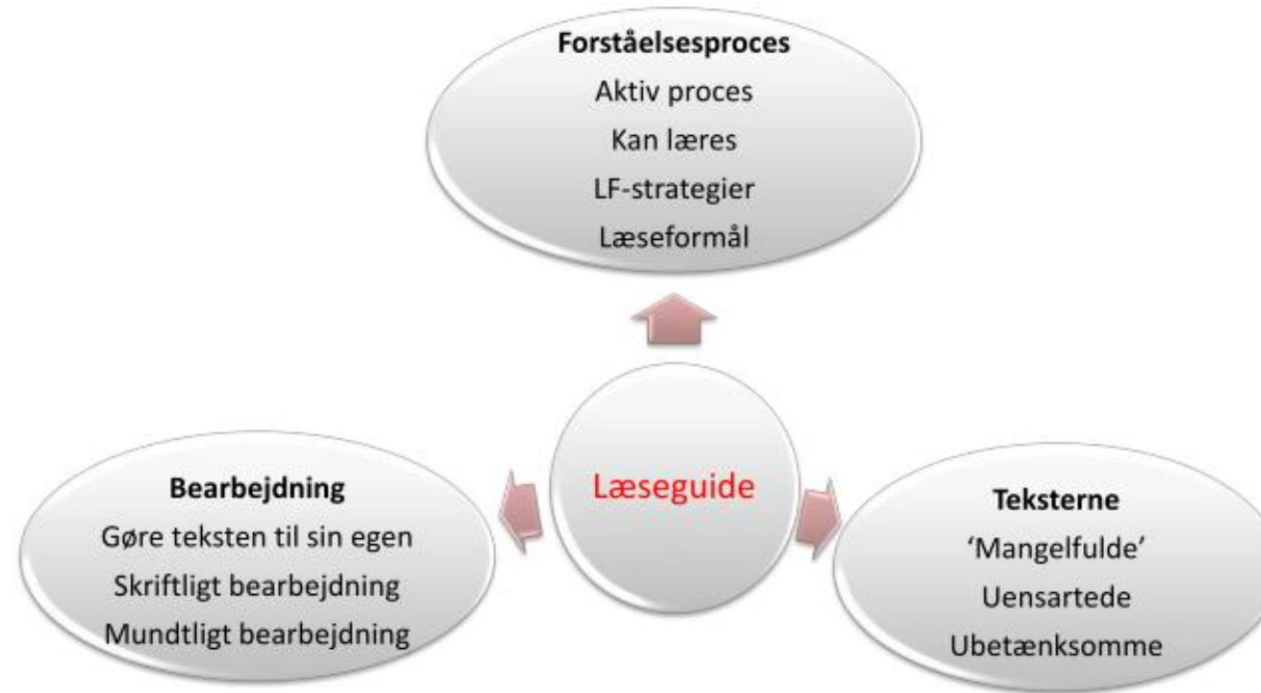 Forståelsesproces
Aktiv proces
Kan læres
LF-strategier
Læseformål
Læseguide
Bearbejdning
Gøre teksten til sin egen
Skriftligt bearbejdning
Mundtligt bearbejdning
Teksterne
‘Mangelfulde’
Uensartede
Ubetænksomme